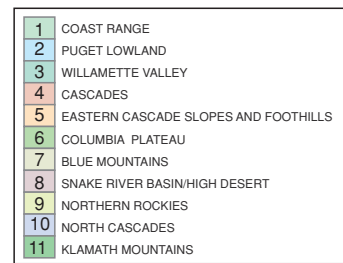 1 COAST RANGE
2 PUGET LOWLAND
3 WILLAMETTE VALLEY
4 CASCADES
5 EASTERN CASCADE SLOPES AND FOOTHILLS
6 COLUMBIA PLATEAU
7 BLUE MOUNTAINS
8 SNAKE RIVER BASIN/HIGH DESERT
9 NORTHERN ROCKIES
10 NORTH CASCADES
11 KLAMATH MOUNTAINS